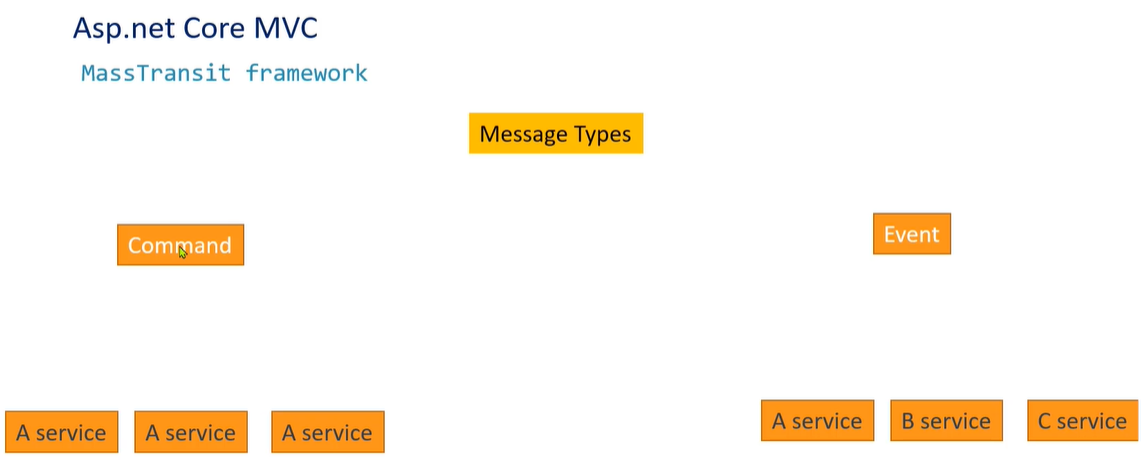 Asp.net Core MVC
MassTransit framework
Message Types
Command
Event
A service
A service
A service
A service
B service
C service